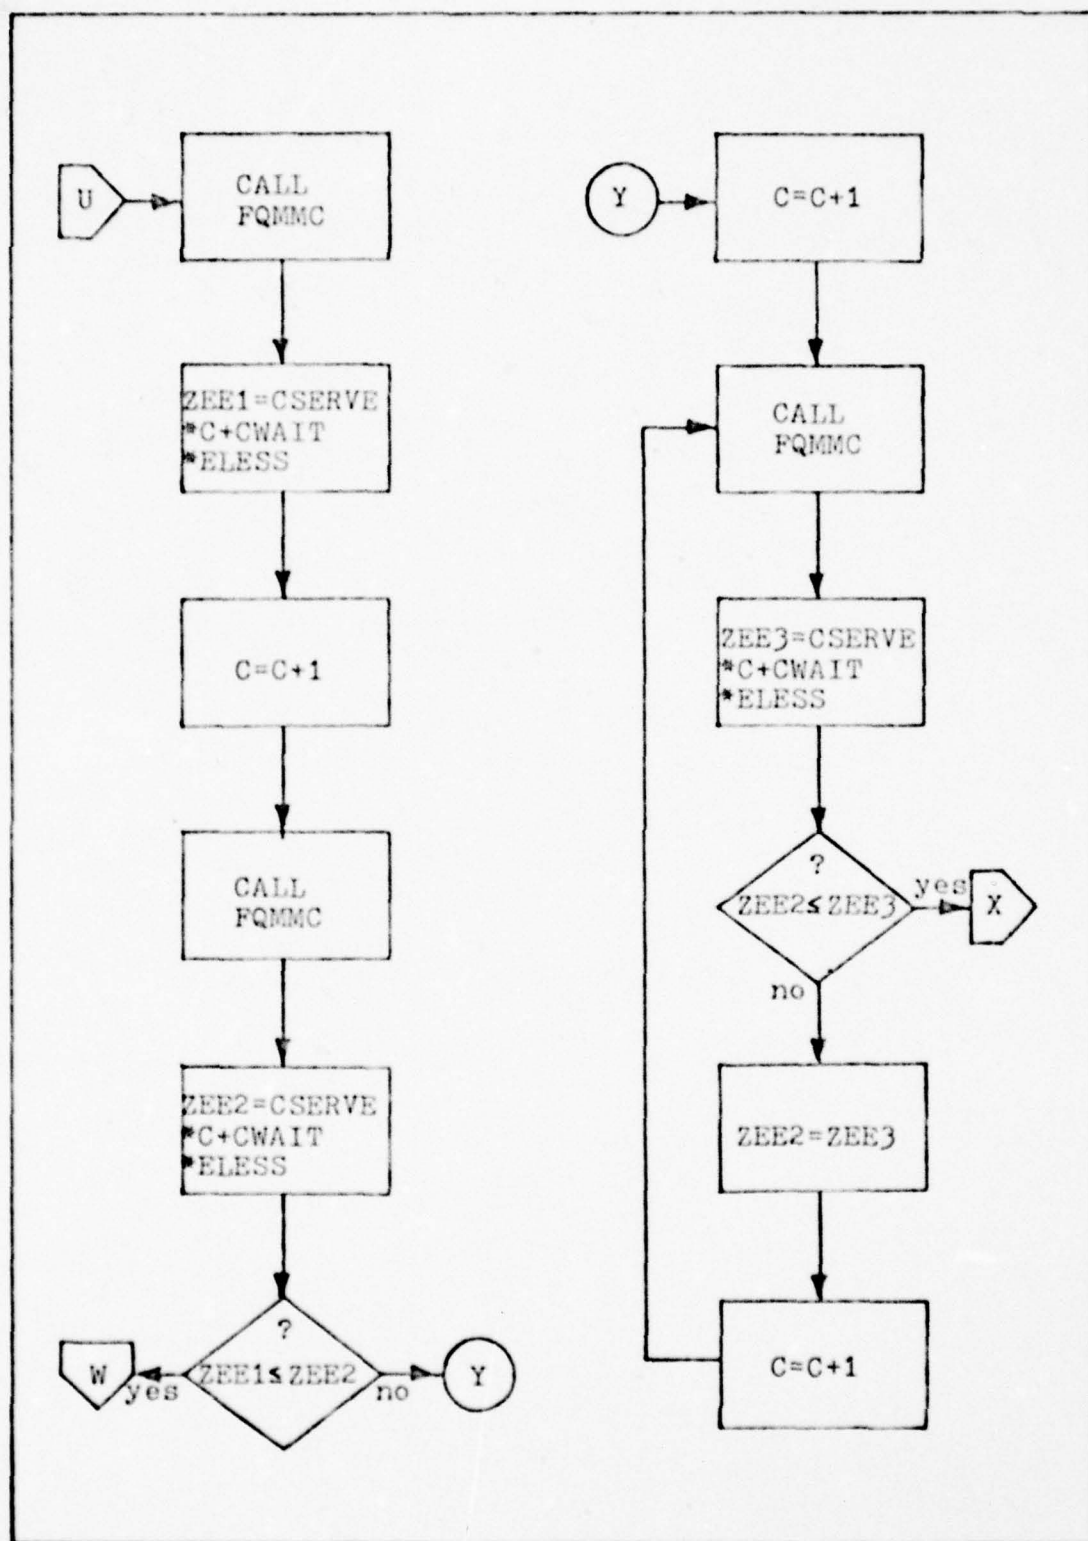 U
CALL
FQMMC
ZEE1=CSERVE
*C+CWAIT
*ELESS
C=C+1
CALL
FQMMC
ZEE2=CSERVE
*C+CWAIT
*ELESS
?
ZEE1≤ZEE2
W
yes
no
Y
Y
C=C+1
CALL
FQMMC
ZEE3=CSERVE
*C+CWAIT
*ELESS
?
ZEE2≤ZEE3
yes
X
no
ZEE2=ZEE3
C=C+1